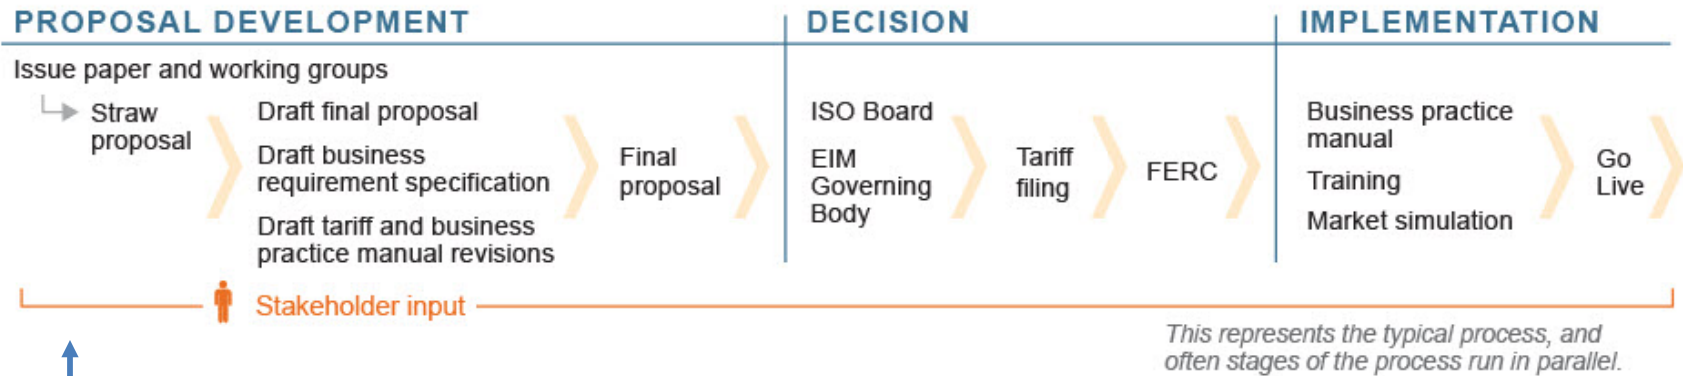 PROPOSAL DEVELOPMENT
DECISION
IMPLEMENTATION
Issue paper and working groups
Straw
proposal
Draft final proposal
Draft business
requirement specification
Draft tariff and business
practice manual revisions
Final
proposal
ISO Board
EIM
Governing
Body
Tariff
filing
FERC
Business practice
manual
Training
Market simulation
Go
Live
Stakeholder input
This represents the typical process, and
often stages of the process run in parallel.